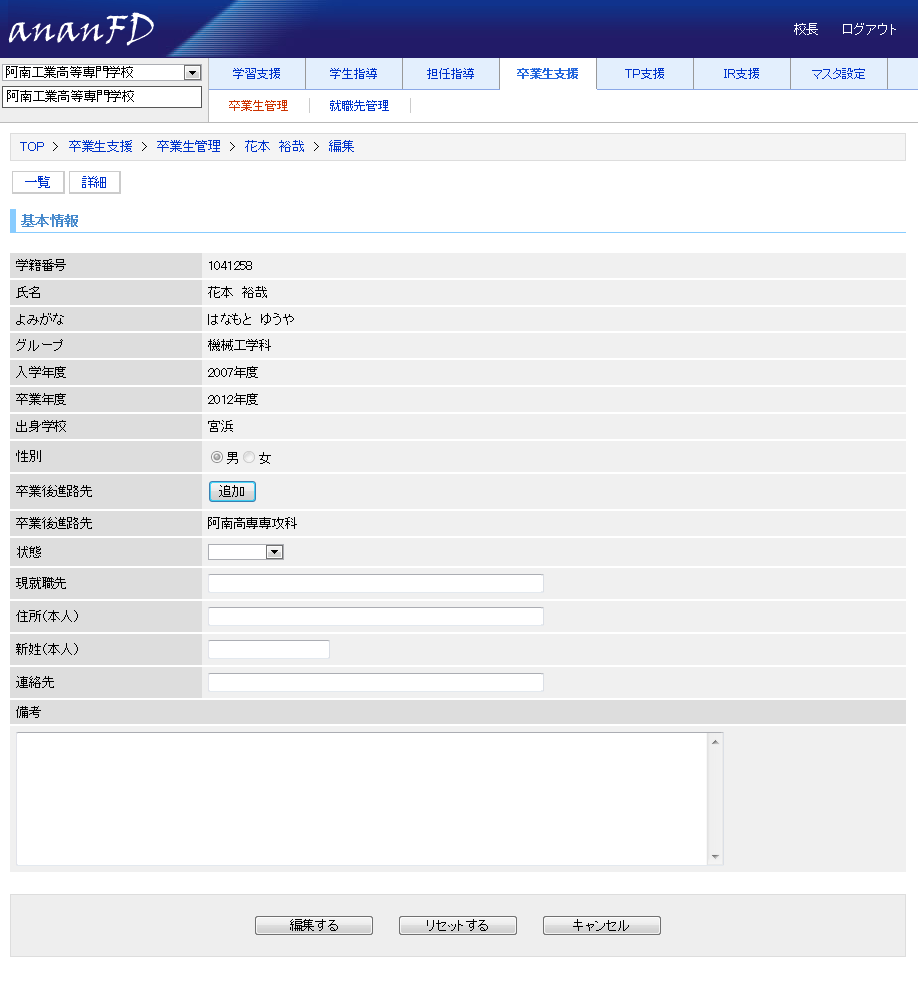 ananFD
校長 ログアウト
阿南工業高等専門学校
阿南工業高等専門学校
学習支援 学生指導 担任指導 卒業生支援 TP支援 IR支援 マスタ設定
卒業生管理 就職先管理
TOP > 卒業生支援 > 卒業生管理 > 花本 裕哉 > 編集
一覧 詳細
基本情報
学籍番号 1041258
氏名 花本 裕哉
よみがな はなもと ゆうや
グループ 機械工学科
入学年度 2007年度
卒業年度 2012年度
出身学校 宮浜
性別 男 女
卒業後進路先 追加
卒業後進路先 阿南高専専攻科
状態
現就職先
住所(本人)
新姓(本人)
連絡先
備考
編集する リセットする キャンセル